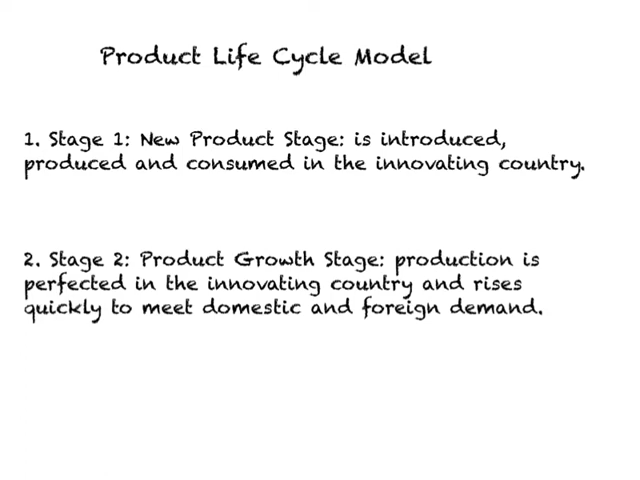 Product Life Cycle Model
1. Stage 1: New Product Stage: is introduced,
produced and consumed in the innovating country.
2. Stage 2: Product Growth Stage: production is
perfected in the innovating country and rises
quickly to meet domestic and foreign demand.